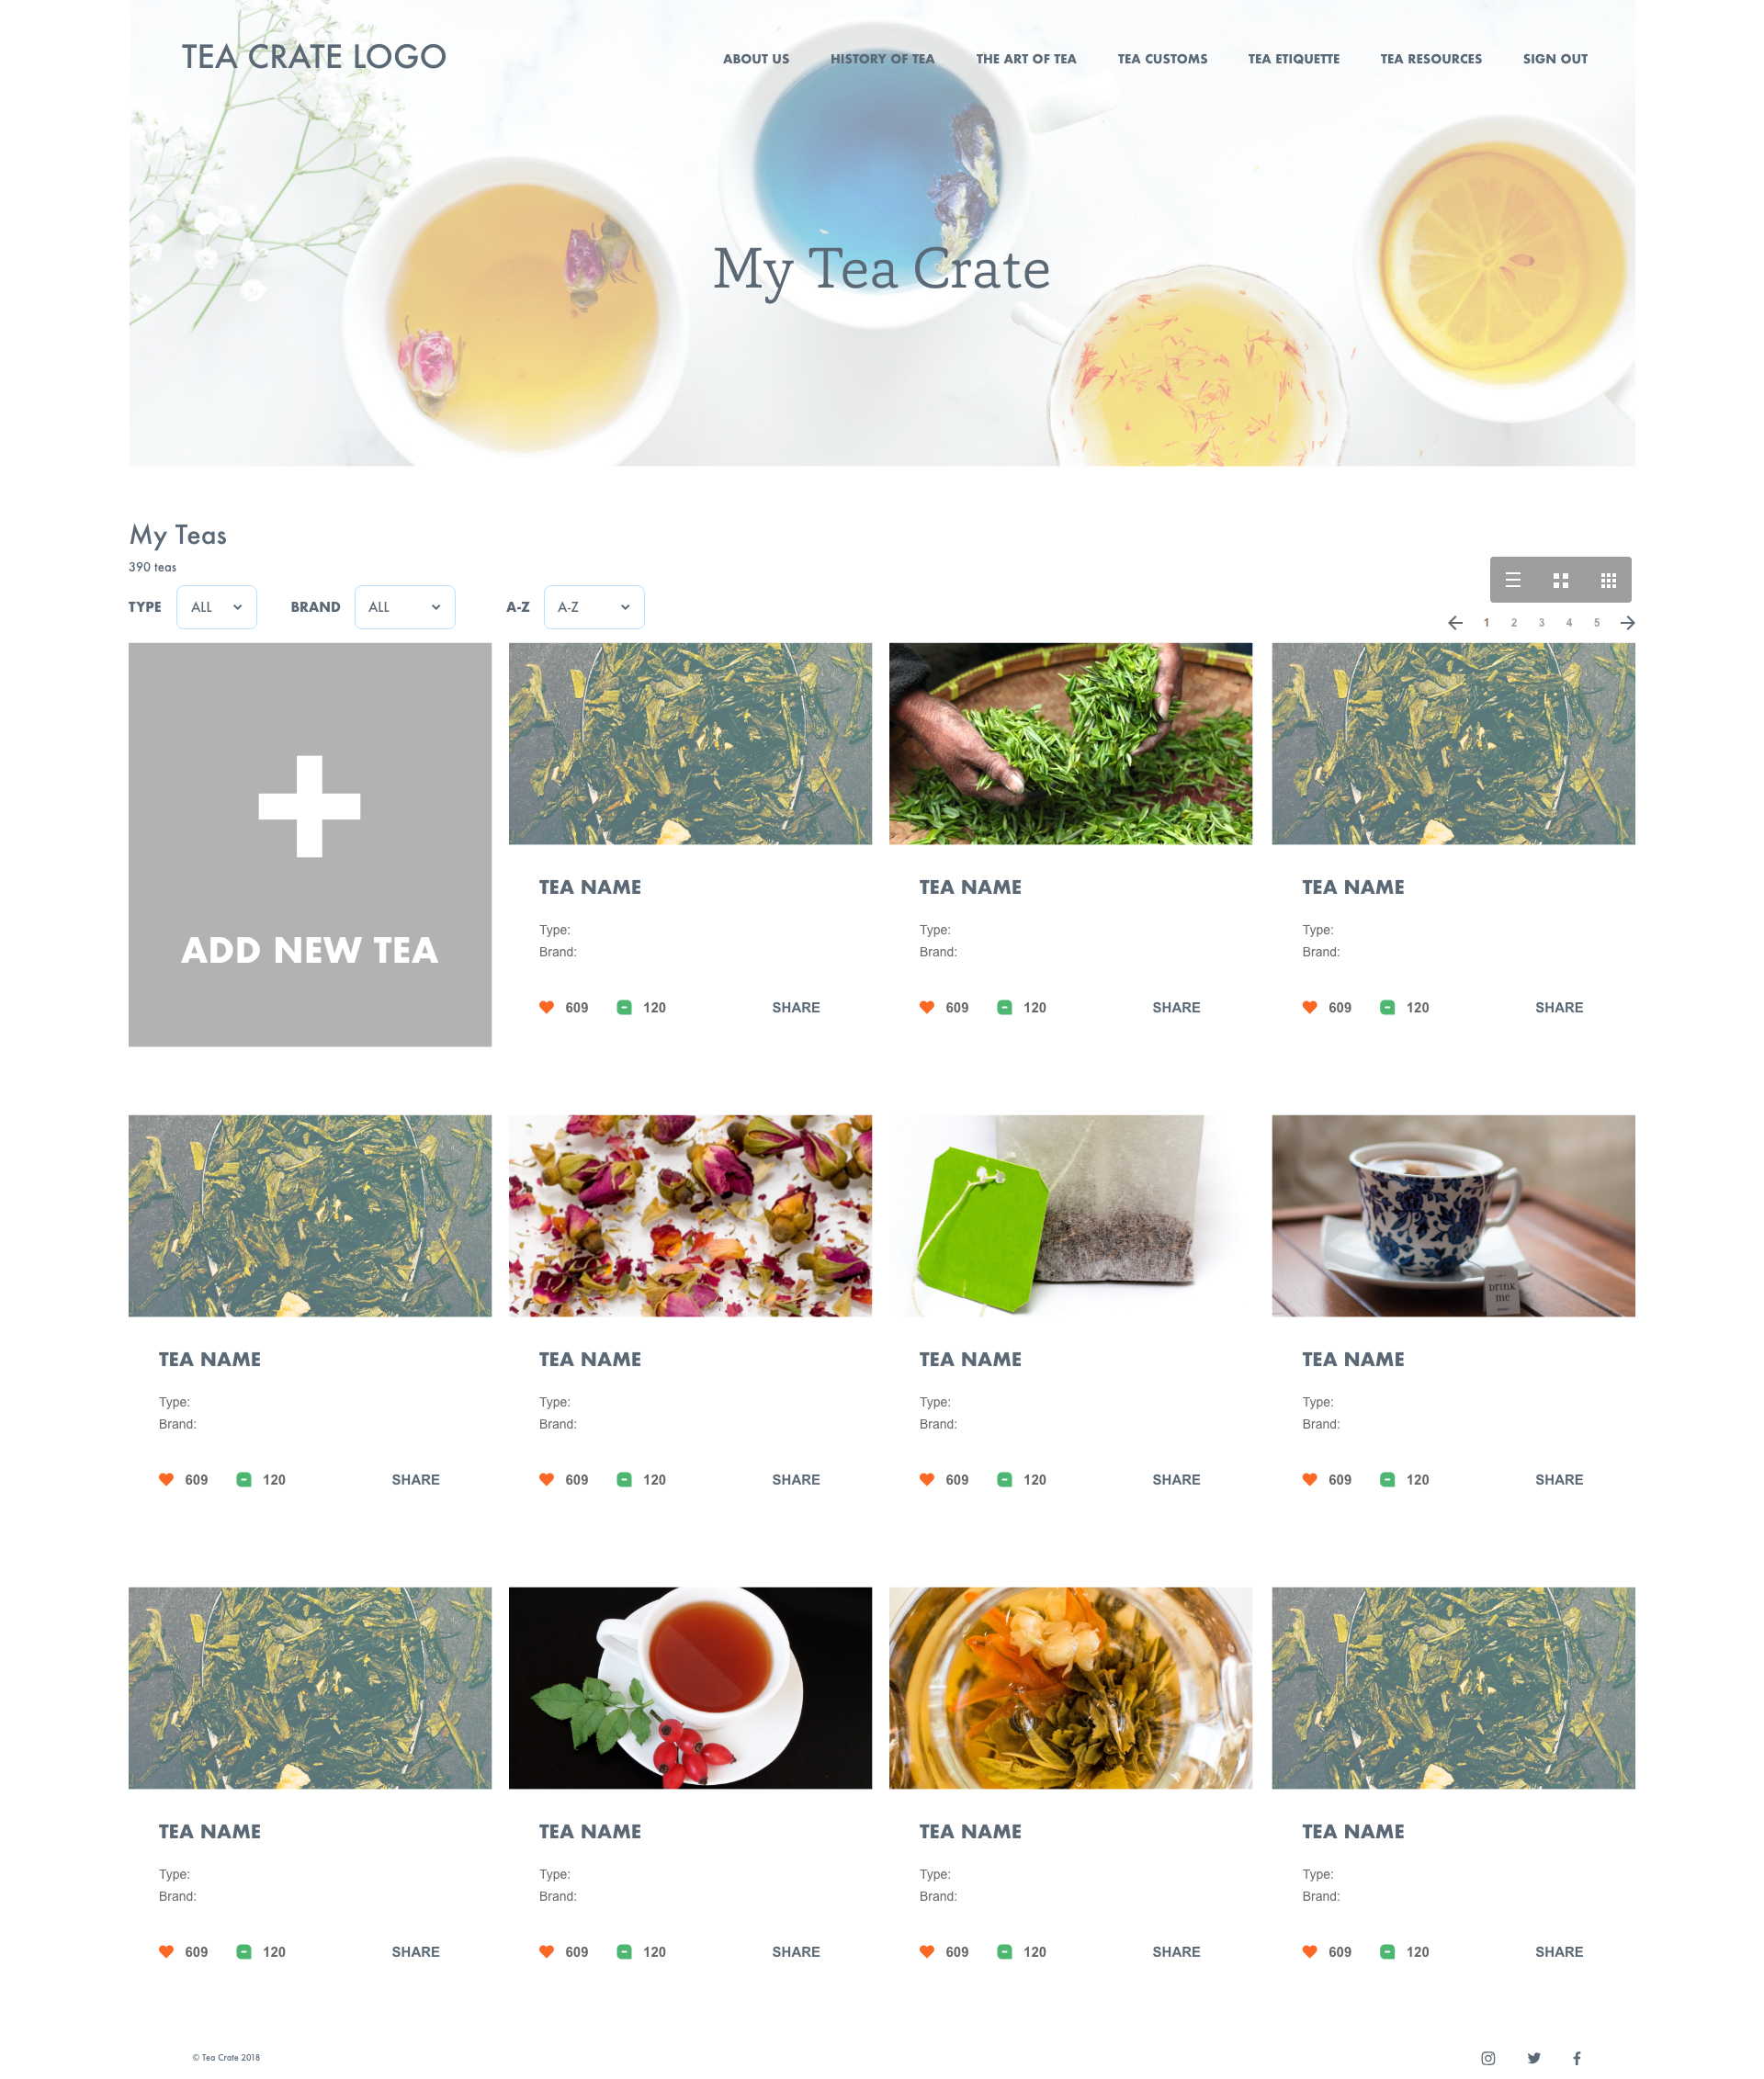 TEA CRATE LOGO
ABOUT US HISTORY OF TEA THE ART OF TEA TEA CUSTOMS TEA ETIQUETTE TEA RESOURCES SIGN OUT
My Tea Crate
My Teas
390 teas
TYPE ALL BRAND ALL A-Z A-Z
1 2 3 4 5
ADD NEW TEA
TEA NAME
Type:
Brand:
609 120 SHARE
TEA NAME
Type:
Brand:
609 120 SHARE
TEA NAME
Type:
Brand:
609 120 SHARE
DRINK
me
TEA NAME
Type:
Brand:
609 120 SHARE
TEA NAME
Type:
Brand:
609 120 SHARE
TEA NAME
Type:
Brand:
609 120 SHARE
TEA NAME
Type:
Brand:
609 120 SHARE
TEA NAME
Type:
Brand:
609 120 SHARE
TEA NAME
Type:
Brand:
609 120 SHARE
TEA NAME
Type:
Brand:
609 120 SHARE
TEA NAME
Type:
Brand:
609 120 SHARE
© Tea Crate 2018